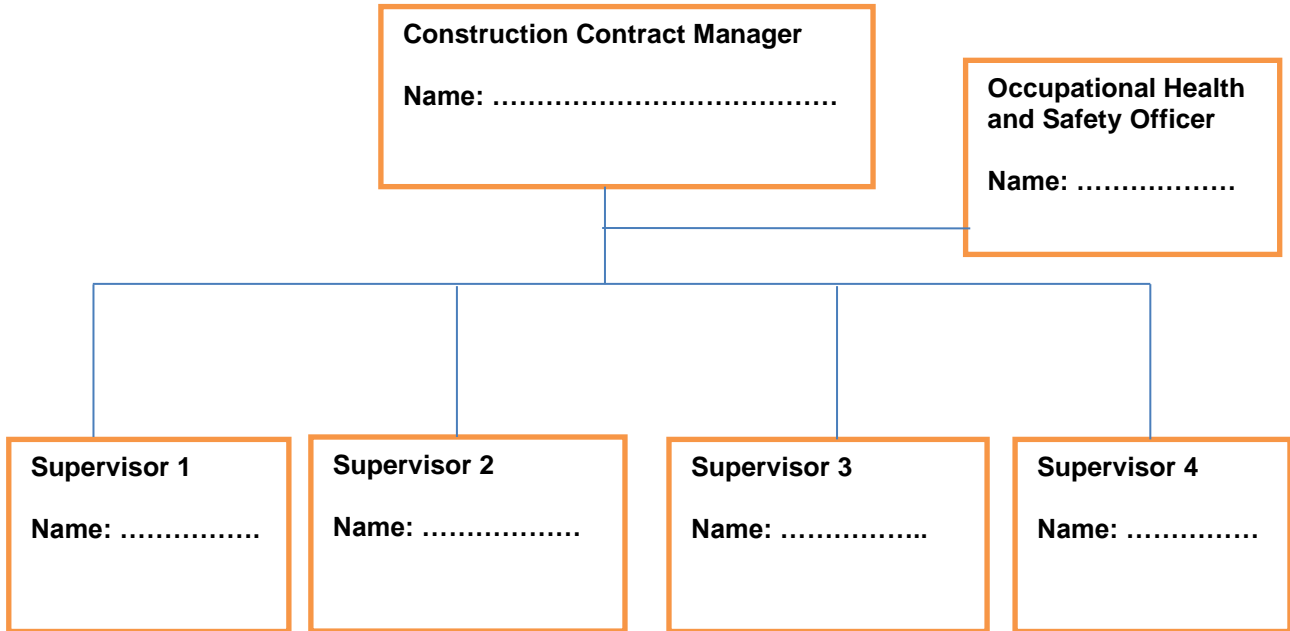 Construction Contract Manager
Name: …………………………………
Occupational Health
and Safety Officer
Name: ………………
Supervisor 1
Name: …………….
Supervisor 2
Name: ………………
Supervisor 3
Name: ……………..
Supervisor 4
Name: ……………